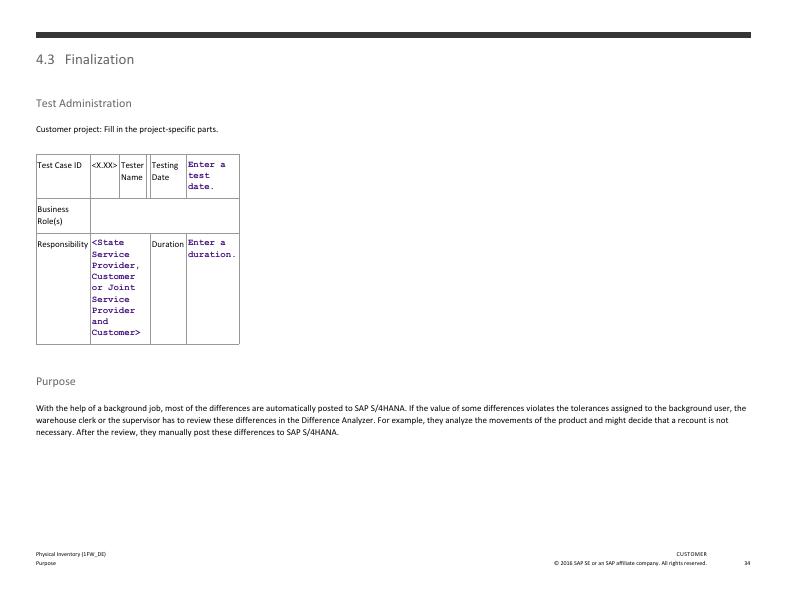 4.3 Finalization
Test Administration
Customer project: Fill in the project-specific parts.
Test Case ID <X.XX> Tester Testing Enter a
Name Date test
date.
Business
Role(s)
Responsibility <State Duration Enter a
Service duration.
Provider,
Customer
or Joint
Service
Provider
and
Customer>
Purpose
With the help of a background job, most of the differences are automatically posted to SAP S/4HANA. If the value of some differences violates the tolerances assigned to the background user, the
warehouse clerk or the supervisor has to review these differences in the Difference Analyzer. For example, they analyze the movements of the product and might decide that a recount is not
necessary. After the review, they manually post these differences to SAP S/4HANA.
Physical Inventory (1FW_DE) CUSTOMER
Purpose © 2016 SAP SE or an SAP affiliate company. All rights reserved. 34